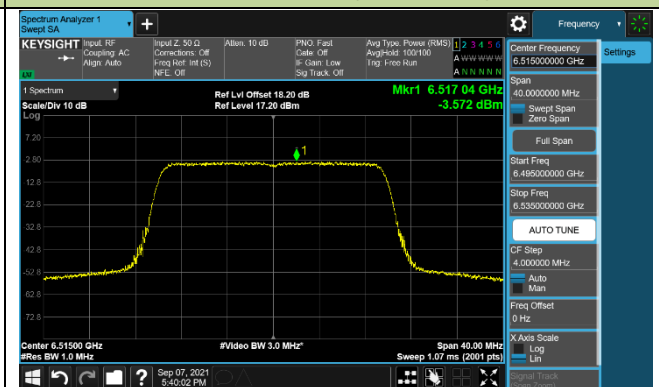 Spectrum Analyzer 1
Swept SA
Frequency
KEYSIGHT
Input: RF
Coupling: AC
Align: Auto
Input Z: 50 Ω
Corrections: Off
Freq Ref: Int (S)
NFE: Off
Atten: 10 dB
PNO: Fast
Gate: Off
IF Gain: Low
Sig Track: Off
Avg Type: Power (RMS)
Avg|Hold: 100/100
Trig: Free Run
1 2 3 4 5 6
A W W W W W
A N N N N N
1 Spectrum
Scale/Div 10 dB
Log
Ref Lvl Offset 18.20 dB
Ref Level 17.20 dBm
Mkr1 6.517 04 GHz
-3.572 dBm
1
7.20
-2.80
-12.8
-22.8
-32.8
-42.8
-52.8
-62.8
-72.8
Center 6.51500 GHz
#Res BW 1.0 MHz
#Video BW 3.0 MHz*
Span 40.00 MHz
Sweep 1.07 ms (2001 pts)
Center Frequency
6.515000000 GHz
Settings
Span
40.0000000 MHz
Swept Span
Zero Span
Full Span
Start Freq
6.495000000 GHz
Stop Freq
6.535000000 GHz
AUTO TUNE
CF Step
4.000000 MHz
Auto
Man
Freq Offset
0 Hz
X Axis Scale
Log
Lin
Signal Track
(Span Zoom)
?
Sep 07, 2021
5:40:02 PM